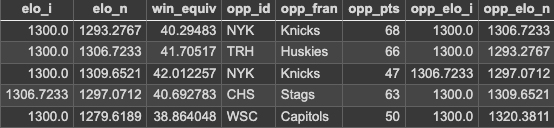 elo_i elo_n win_equiv opp_id opp_fran opp_pts opp_elo_i opp_elo_n
1300.0 1293.2767 40.29483 NYK Knicks 68 1300.0 1306.7233
1300.0 1306.7233 41.70517 TRH Huskies 66 1300.0 1293.2767
1300.0 1309.6521 42.012257 NYK Knicks 47 1306.7233 1297.0712
1306.7233 1297.0712 40.692783 CHS Stags 63 1300.0 1309.6521
1300.0 1279.6189 38.864048 WSC Capitols 50 1300.0 1320.3811